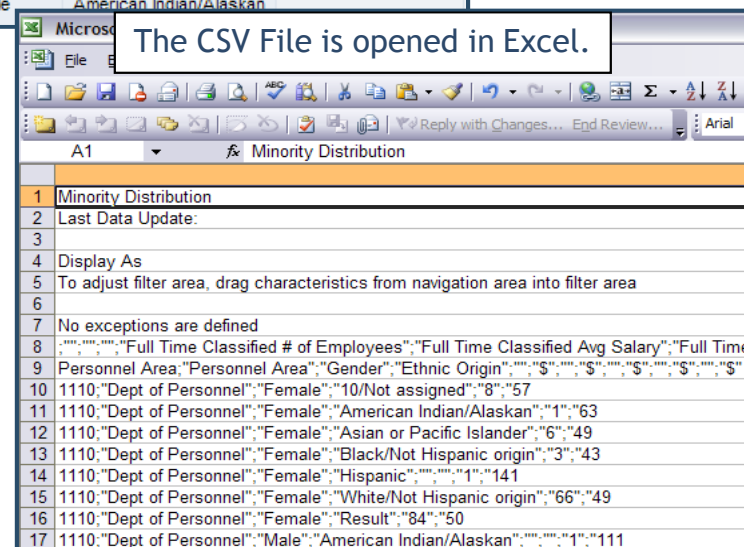 American Indian/Alaskan
The CSV File is opened in Excel.
File
Reply with Changes... End Review...
Arial
A1
fx Minority Distribution
1 Minority Distribution
2 Last Data Update:
3
4 Display As
5 To adjust filter area, drag characteristics from navigation area into filter area
6
7 No exceptions are defined
8 ;"";"";"";"Full Time Classified # of Employees";"Full Time Classified Avg Salary";"Full Time
9 Personnel Area;"Personnel Area";"Gender";"Ethnic Origin";"";"$";"";"$";"";"$";"";"$";"";"$"
10 1110;"Dept of Personnel";"Female";"10/Not assigned";"8";"57
11 1110;"Dept of Personnel";"Female";"American Indian/Alaskan";"1";"63
12 1110;"Dept of Personnel";"Female";"Asian or Pacific Islander";"6";"49
13 1110;"Dept of Personnel";"Female";"Black/Not Hispanic origin";"3";"43
14 1110;"Dept of Personnel";"Female";"Hispanic";"";"";"1";"141
15 1110;"Dept of Personnel";"Female";"White/Not Hispanic origin";"66";"49
16 1110;"Dept of Personnel";"Female";"Result";"84";"50
17 1110;"Dept of Personnel";"Male";"American Indian/Alaskan";"";"";"1";"111